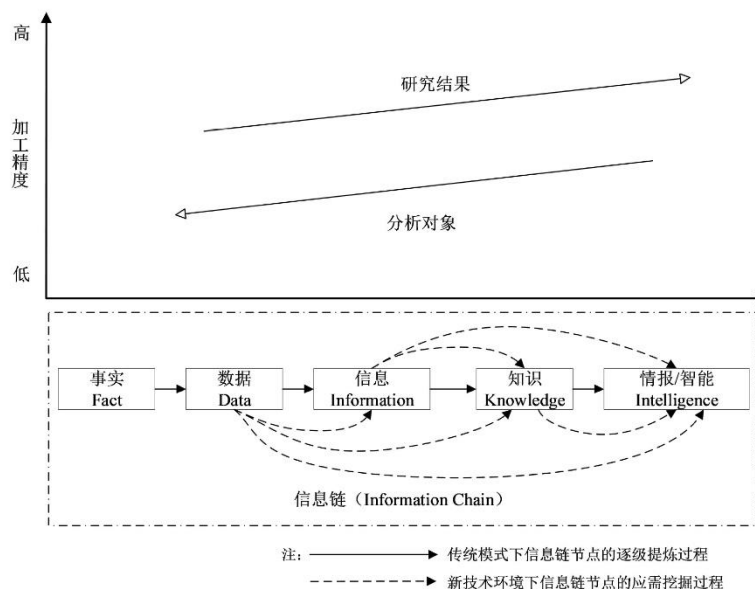 高
研究结果
加工精度
分析对象
低
事实
Fact
数据
Data
信息
Information
知识
Knowledge
情报/智能
Intelligence
信息链（Information Chain）
注： 传统模式下信息链节点的逐级提炼过程
新技术环境下信息链节点的应需挖掘过程